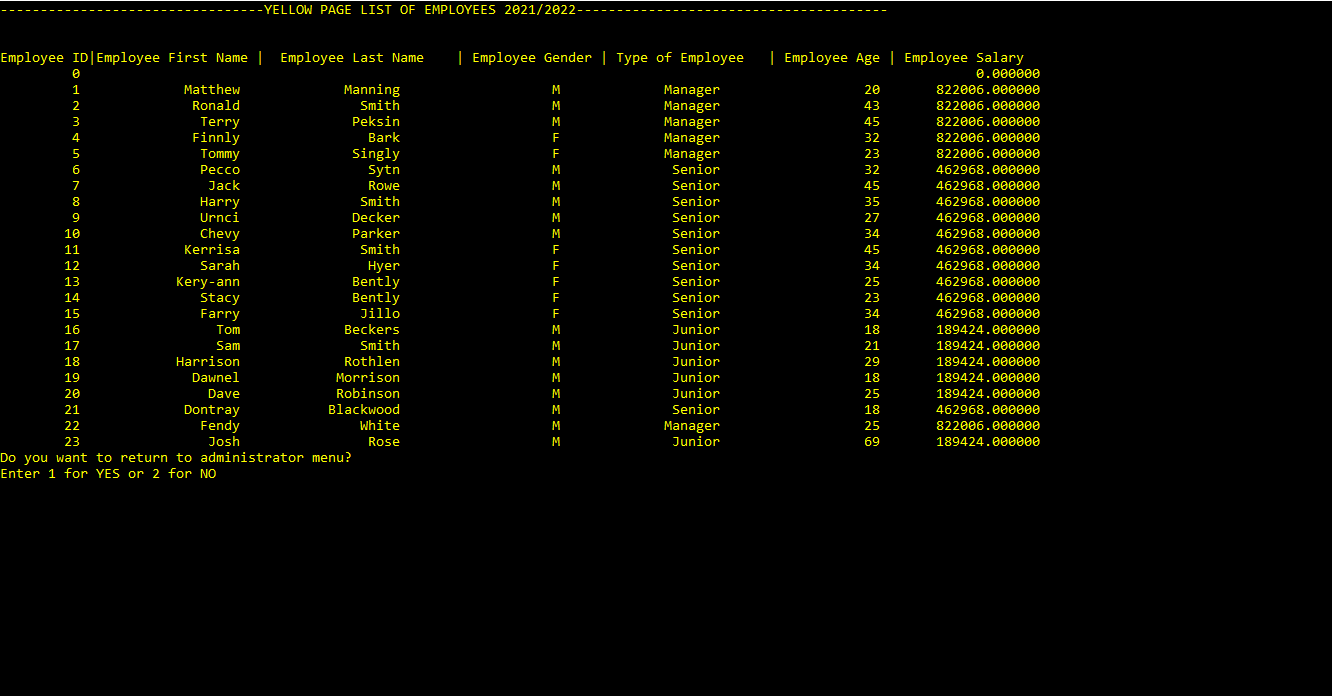 ---------------------------------YELLOW PAGE LIST OF EMPLOYEES 2021/2022---------------------------------------
Employee ID|Employee First Name |  Employee Last Name    | Employee Gender | Type of Employee   | Employee Age | Employee Salary
0 0.000000
1 Matthew Manning M Manager 20 822006.000000
2 Ronald Smith M Manager 43 822006.000000
3 Terry Peksin M Manager 45 822006.000000
4 Finnly Bark F Manager 32 822006.000000
5 Tommy Singly F Manager 23 822006.000000
6 Pecco Sytn M Senior 32 462968.000000
7 Jack Rowe M Senior 45 462968.000000
8 Harry Smith M Senior 35 462968.000000
9 Urnci Decker M Senior 27 462968.000000
10 Chevy Parker M Senior 34 462968.000000
11 Kerrisa Smith F Senior 45 462968.000000
12 Sarah Hyer F Senior 34 462968.000000
13 Kery-ann Bently F Senior 25 462968.000000
14 Stacy Bently F Senior 23 462968.000000
15 Farry Jillo F Senior 34 462968.000000
16 Tom Beckers M Junior 18 189424.000000
17 Sam Smith M Junior 21 189424.000000
18 Harrison Rothlen M Junior 29 189424.000000
19 Dawnel Morrison M Junior 18 189424.000000
20 Dave Robinson M Junior 25 189424.000000
21 Dontray Blackwood M Senior 18 462968.000000
22 Fendy White M Manager 25 822006.000000
23 Josh Rose M Junior 69 189424.000000
Do you want to return to administrator menu?
Enter 1 for YES or 2 for NO